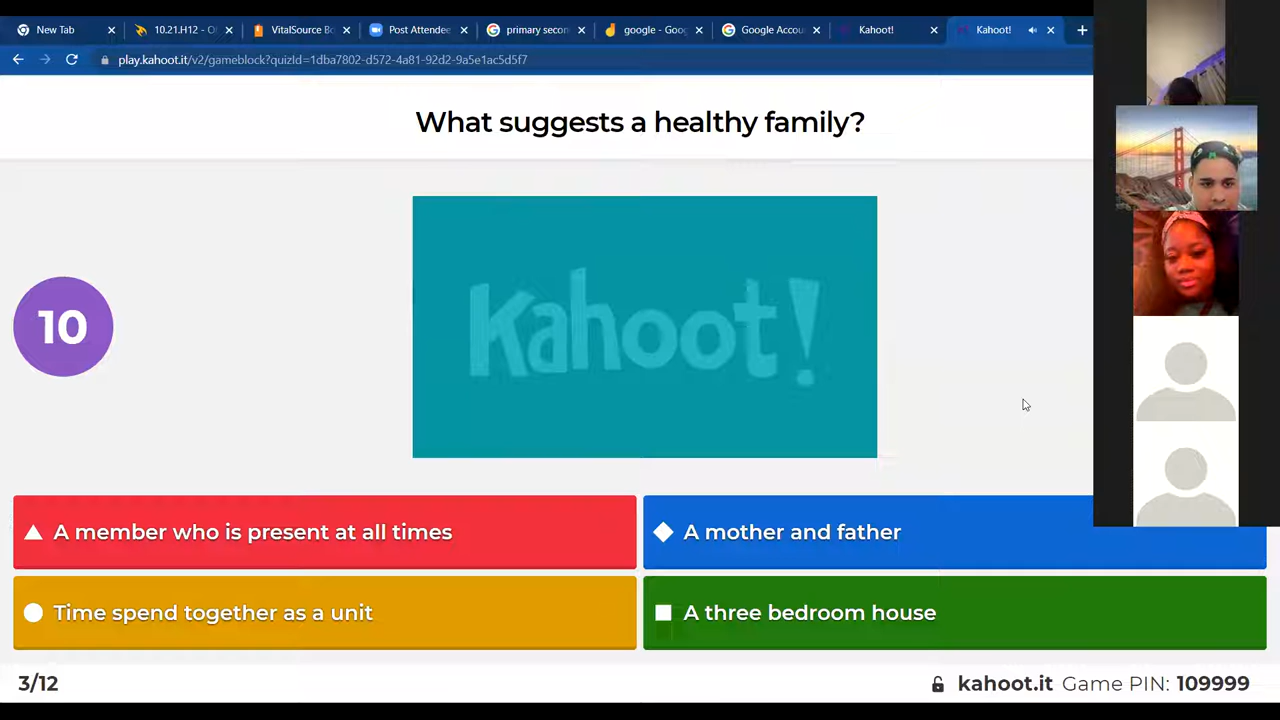 New Tab
10.21.H12 - O
VitalSource Bo
Post Attendee
primary secon
google - Goog
Google Accou
Kahoot!
Kahoot!
play.kahoot.it/v2/gameblock?quizId=1dba7802-d572-4a81-92d2-9a5e1ac5d5f7
What suggests a healthy family?
10
Kahoot!
A member who is present at all times
A mother and father
Time spend together as a unit
A three bedroom house
3/12
kahoot.it Game PIN: 109999